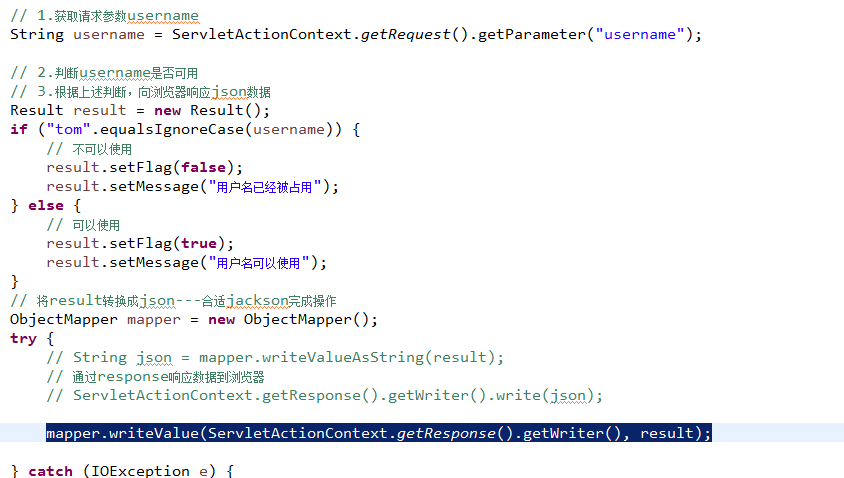 // 1.获取请求参数username
String username = ServletActionContext.getRequest().getParameter("username");
// 2.判断username是否可用
// 3.根据上述判断，向浏览器响应json数据
Result result = new Result();
if ("tom".equalsIgnoreCase(username)) {
// 不可以使用
result.setFlag(false);
result.setMessage("用户名已经被占用");
} else {
// 可以使用
result.setFlag(true);
result.setMessage("用户名可以使用");
}
// 将result转换成json---合适jackson完成操作
ObjectMapper mapper = new ObjectMapper();
try {
// String json = mapper.writeValueAsString(result);
// 通过response响应数据到浏览器
// ServletActionContext.getResponse().getWriter().write(json);
mapper.writeValue(ServletActionContext.getResponse().getWriter(), result);
} catch (IOException e) {